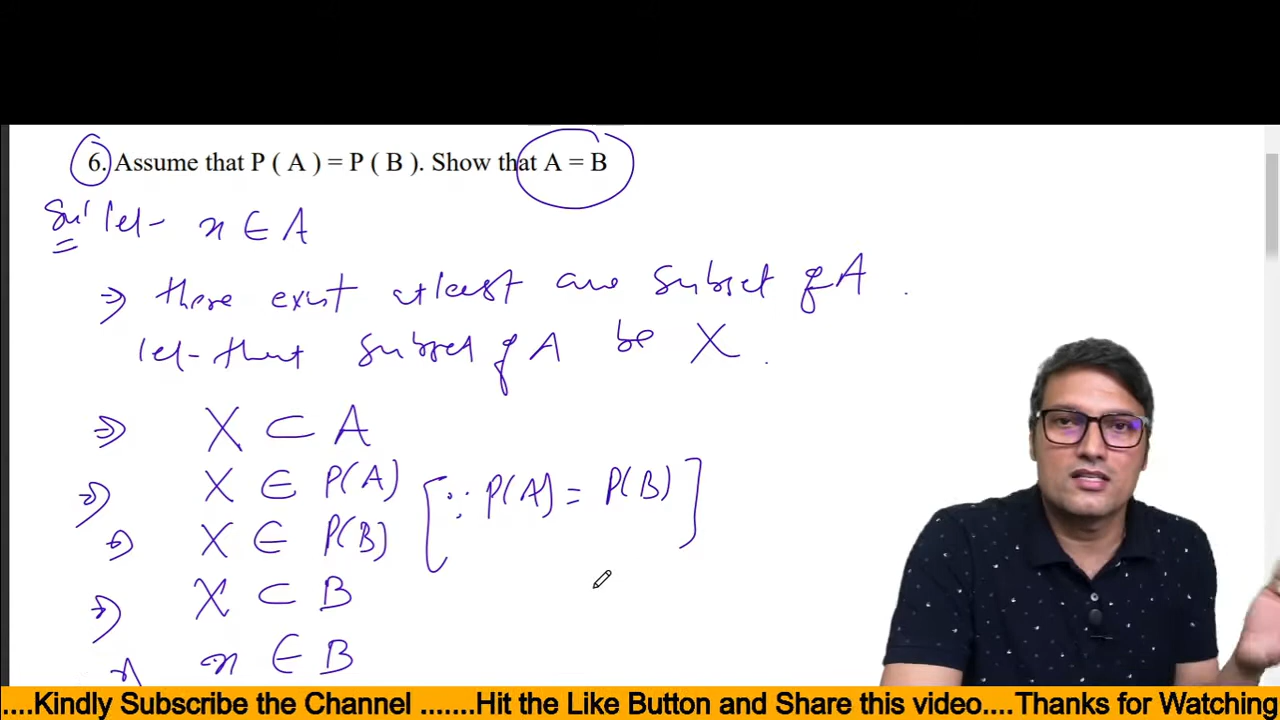 6. Assume that P ( A ) = P ( B ). Show that A = B
Sol let x ∈ A
⇒ there exist atleast one subset of A
let that subset of A be X.
⇒ X ⊂ A
⇒ X ∈ P(A) [∵ P(A) = P(B)]
⇒ X ∈ P(B)
⇒ X ⊂ B
⇒ x ∈ B
....Kindly Subscribe the Channel .......Hit the Like Button and Share this video....Thanks for Watching